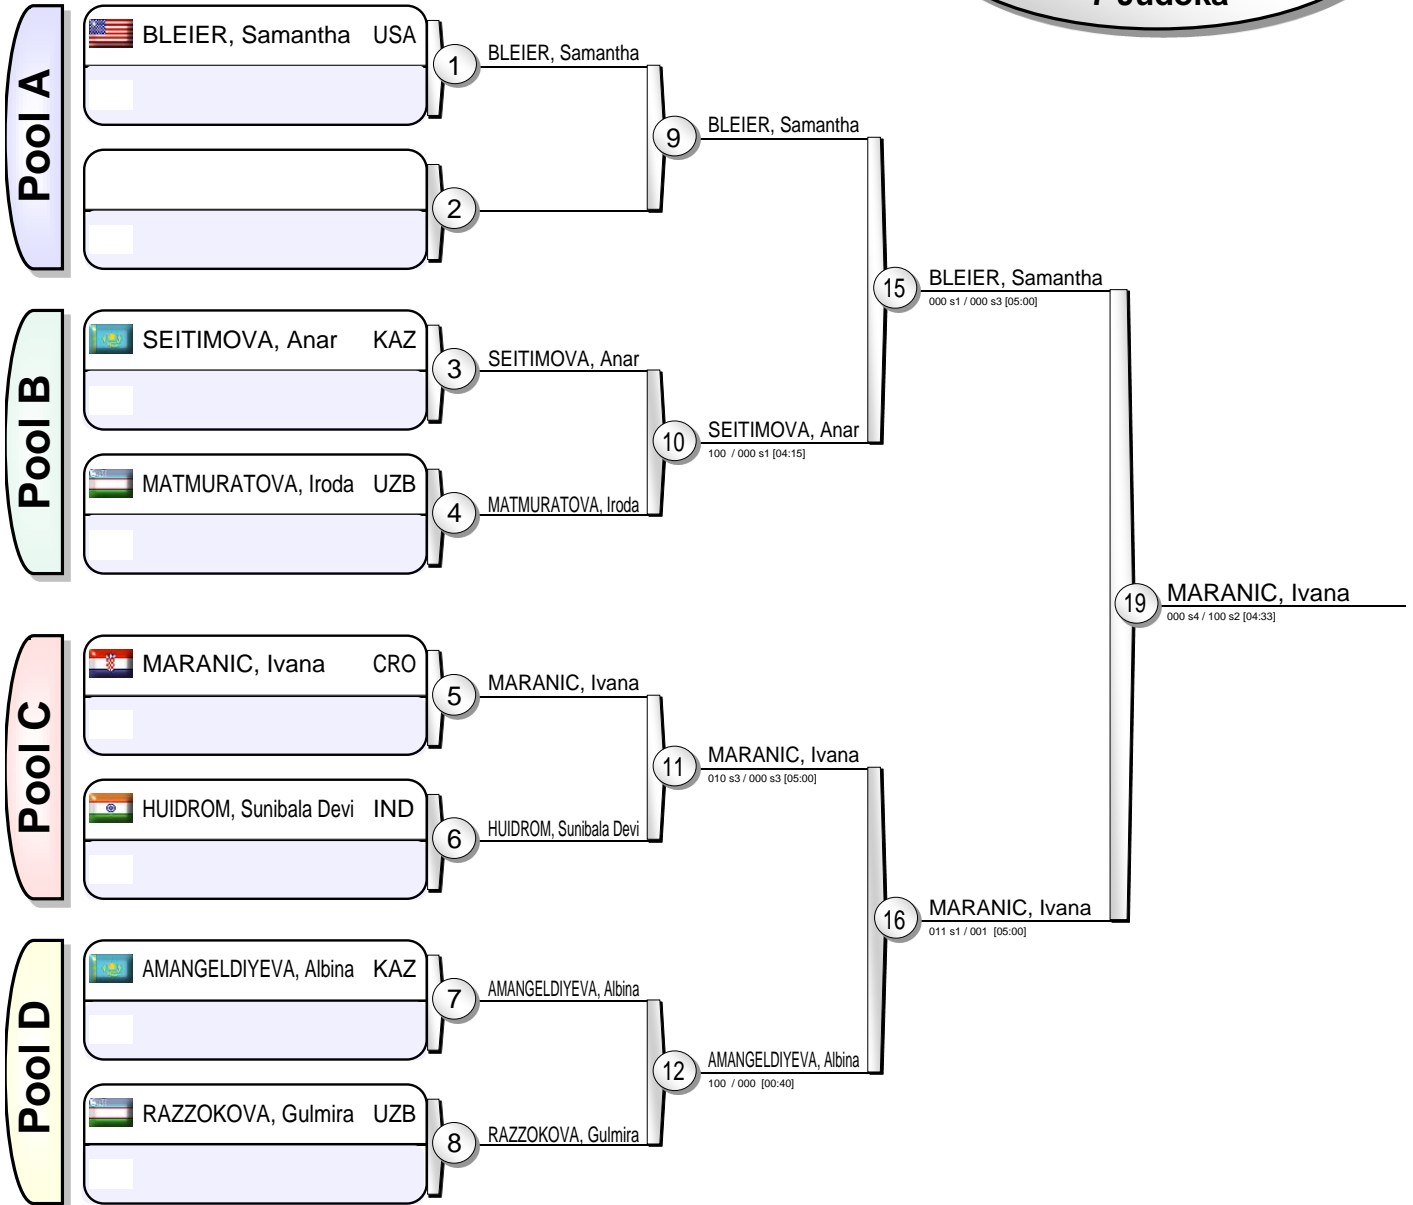 7 Judoka
Pool A
BLEIER, Samantha USA
1
BLEIER, Samantha
2
9
BLEIER, Samantha
Pool B
SEITIMOVA, Anar KAZ
3
SEITIMOVA, Anar
MATMURATOVA, Iroda UZB
4
MATMURATOVA, Iroda
10
SEITIMOVA, Anar
100 / 000 s1 [04:15]
15
BLEIER, Samantha
000 s1 / 000 s3 [05:00]
Pool C
MARANIC, Ivana CRO
5
MARANIC, Ivana
HUIDROM, Sunibala Devi IND
6
HUIDROM, Sunibala Devi
11
MARANIC, Ivana
010 s3 / 000 s3 [05:00]
Pool D
AMANGELDIYEVA, Albina KAZ
7
AMANGELDIYEVA, Albina
RAZZOKOVA, Gulmira UZB
8
RAZZOKOVA, Gulmira
12
AMANGELDIYEVA, Albina
100 / 000 [00:40]
16
MARANIC, Ivana
011 s1 / 001 [05:00]
19
MARANIC, Ivana
000 s4 / 100 s2 [04:33]